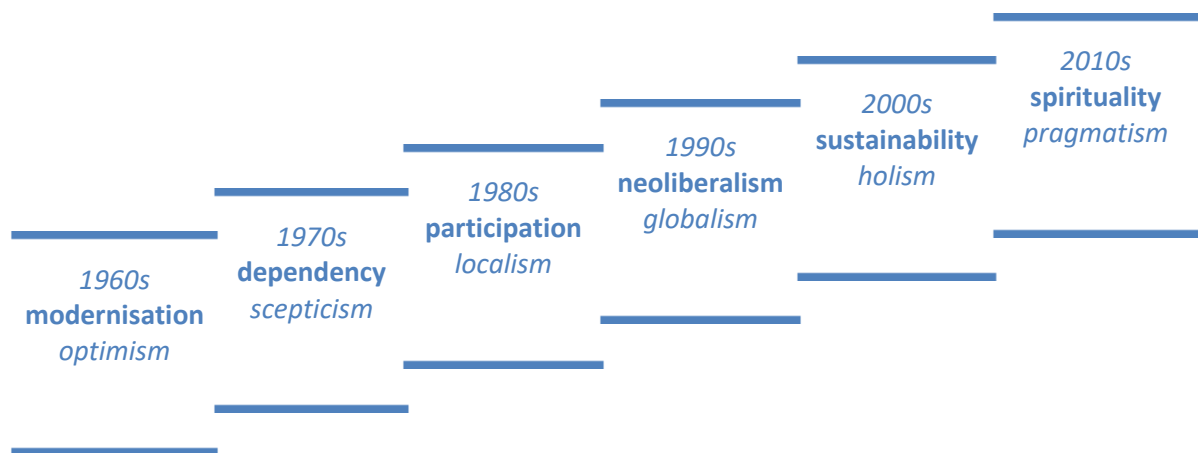 1960s
modernisation
optimism
1970s
dependency
scepticism
1980s
participation
localism
1990s
neoliberalism
globalism
2000s
sustainability
holism
2010s
spirituality
pragmatism